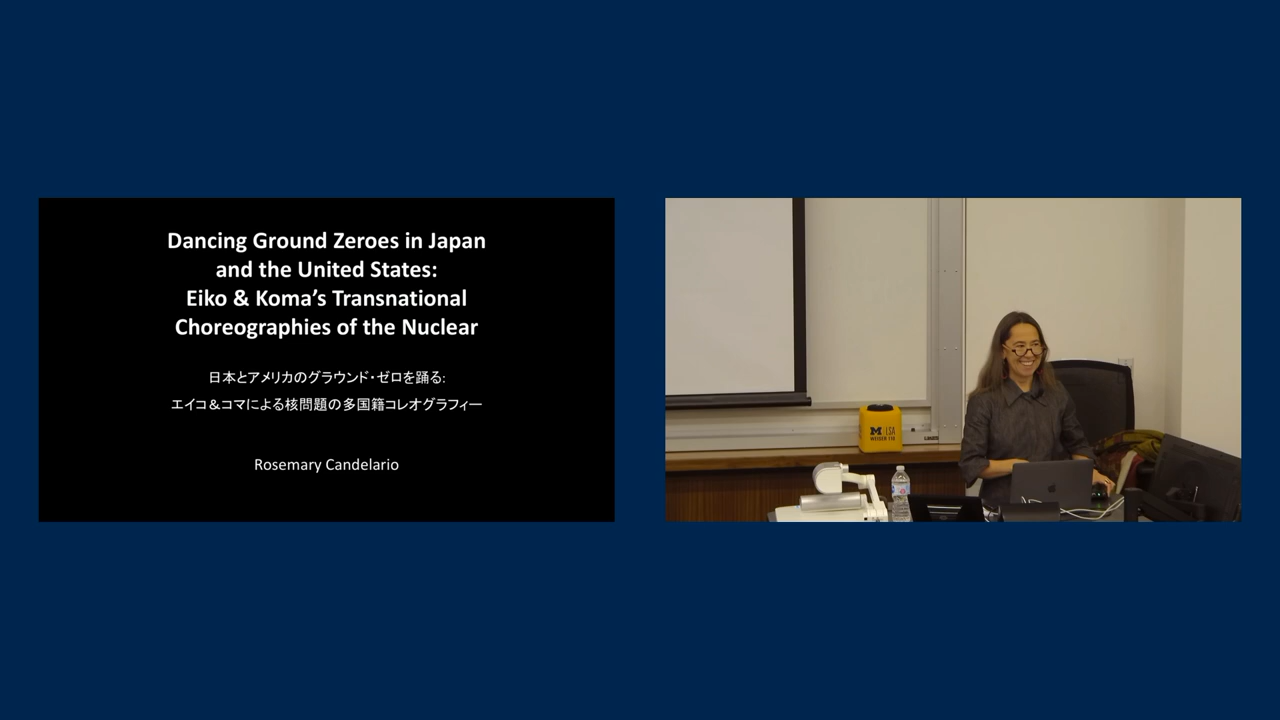 Dancing Ground Zeroes in Japan
and the United States:
Eiko & Koma’s Transnational
Choreographies of the Nuclear
日本とアメリカのグラウンド・ゼロを踊る:
エイコ＆コマによる核問題の多国籍コレオグラフィー
Rosemary Candelario
M LSA
WEISER 110